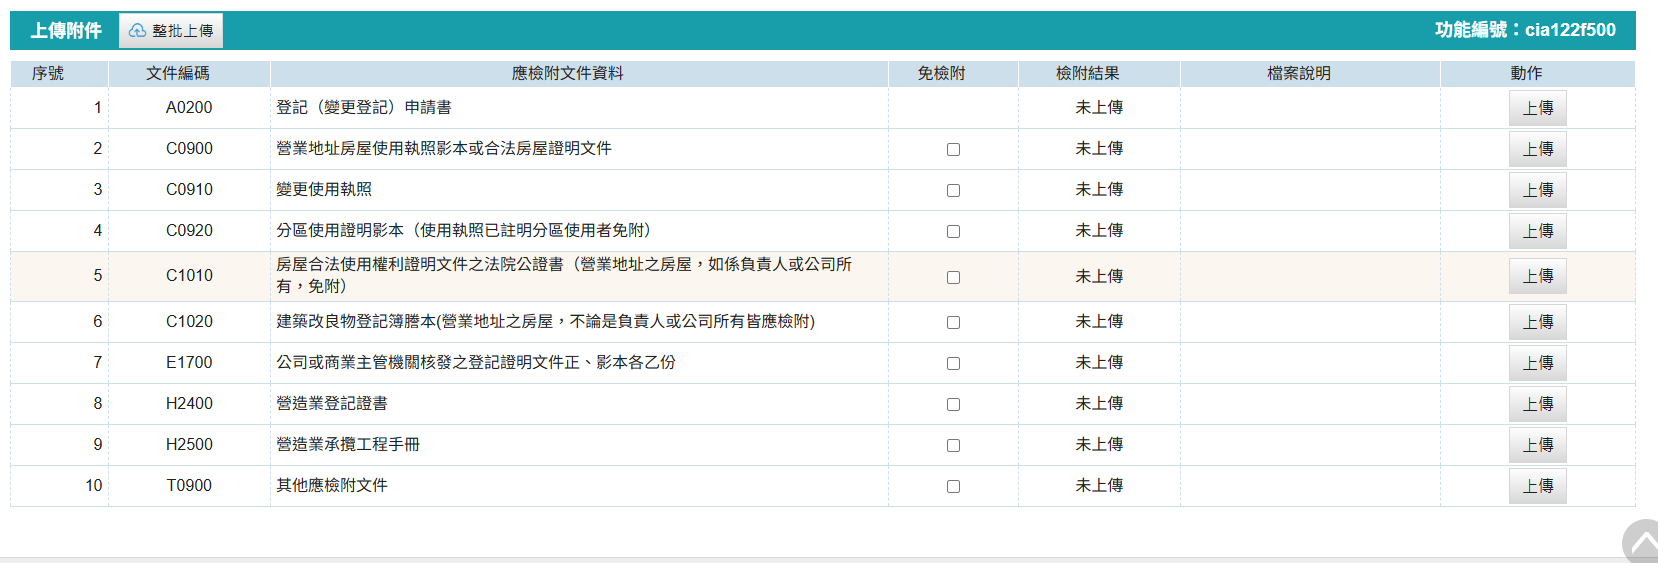 上傳附件 整批上傳 功能編號：cia122f500
序號 文件編碼 應檢附文件資料 免檢附 檢附結果 檔案說明 動作
1 A0200 登記（變更登記）申請書 未上傳 上傳
2 C0900 營業地址房屋使用執照影本或合法房屋證明文件 未上傳 上傳
3 C0910 變更使用執照 未上傳 上傳
4 C0920 分區使用證明影本（使用執照已註明分區使用者免附） 未上傳 上傳
5 C1010 房屋合法使用權利證明文件之法院公證書（營業地址之房屋，如係負責人或公司所
有，免附） 未上傳 上傳
6 C1020 建築改良物登記簿謄本(營業地址之房屋，不論是負責人或公司所有皆應檢附) 未上傳 上傳
7 E1700 公司或商業主管機關核發之登記證明文件正、影本各乙份 未上傳 上傳
8 H2400 營造業登記證書 未上傳 上傳
9 H2500 營造業承攬工程手冊 未上傳 上傳
10 T0900 其他應檢附文件 未上傳 上傳